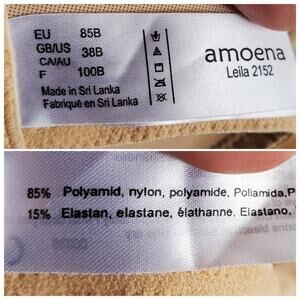 EU 85B
GB/US 38B
CA/AU
F 100B
Made in Sri Lanka
Fabriqué en Sri Lanka
amoena
Leila 2152
85% Polyamid, nylon, polyamide, Poliamida,
15% Elastan, elastane, élathanne, Elastano,